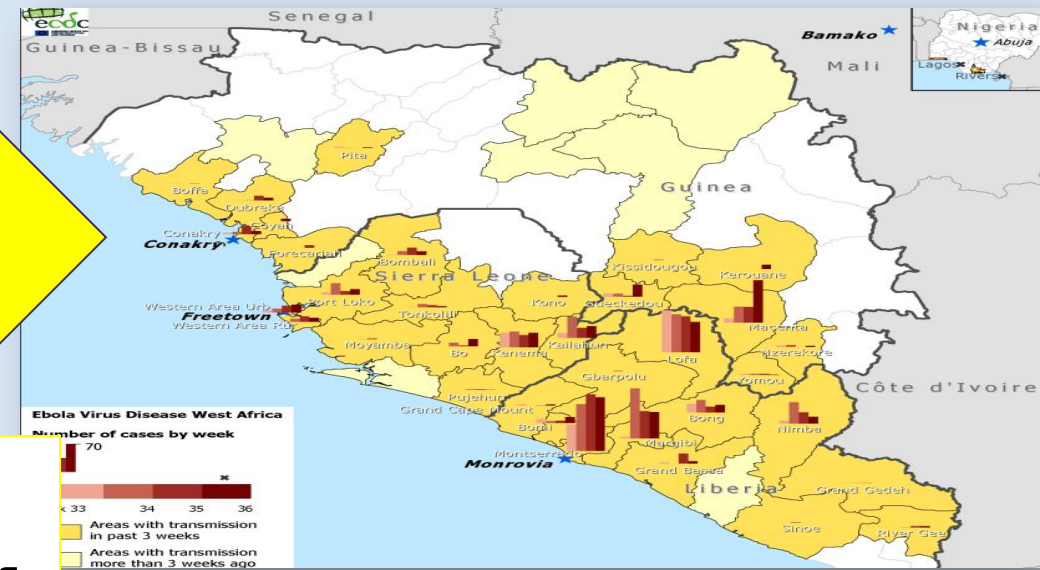 ecdc
Senegal
Guinea-Bissau
Bamako
Mali
Nigeria
Abuja
Lagos
Rivers
Pita
Boffa
Dubreka
Guinea
Coyah
Conakry
Conakry
Forecariah
Kissidougou
Kerouane
Bombali
Sierra Leone
Gueckedou
Kono
Port Loko
Western Area Urb
Freetown
Western Area Ru
Tonkolili
Macenta
Kailahun
Moyamba
Bo
Kenema
Lofa
Nzerekore
Gbarpolu
Yomou
Côte d'Ivoire
Pujehun
Grand Cape Mount
Bomi
Bong
Nimba
Margibi
Montserrado
Monrovia
Grand Bassa
Liberia
Grand Gedeh
Sinoe
River Gee
Ebola Virus Disease West Africa
Number of cases by week
70
33 34 35 36
Areas with transmission
in past 3 weeks
Areas with transmission
more than 3 weeks ago